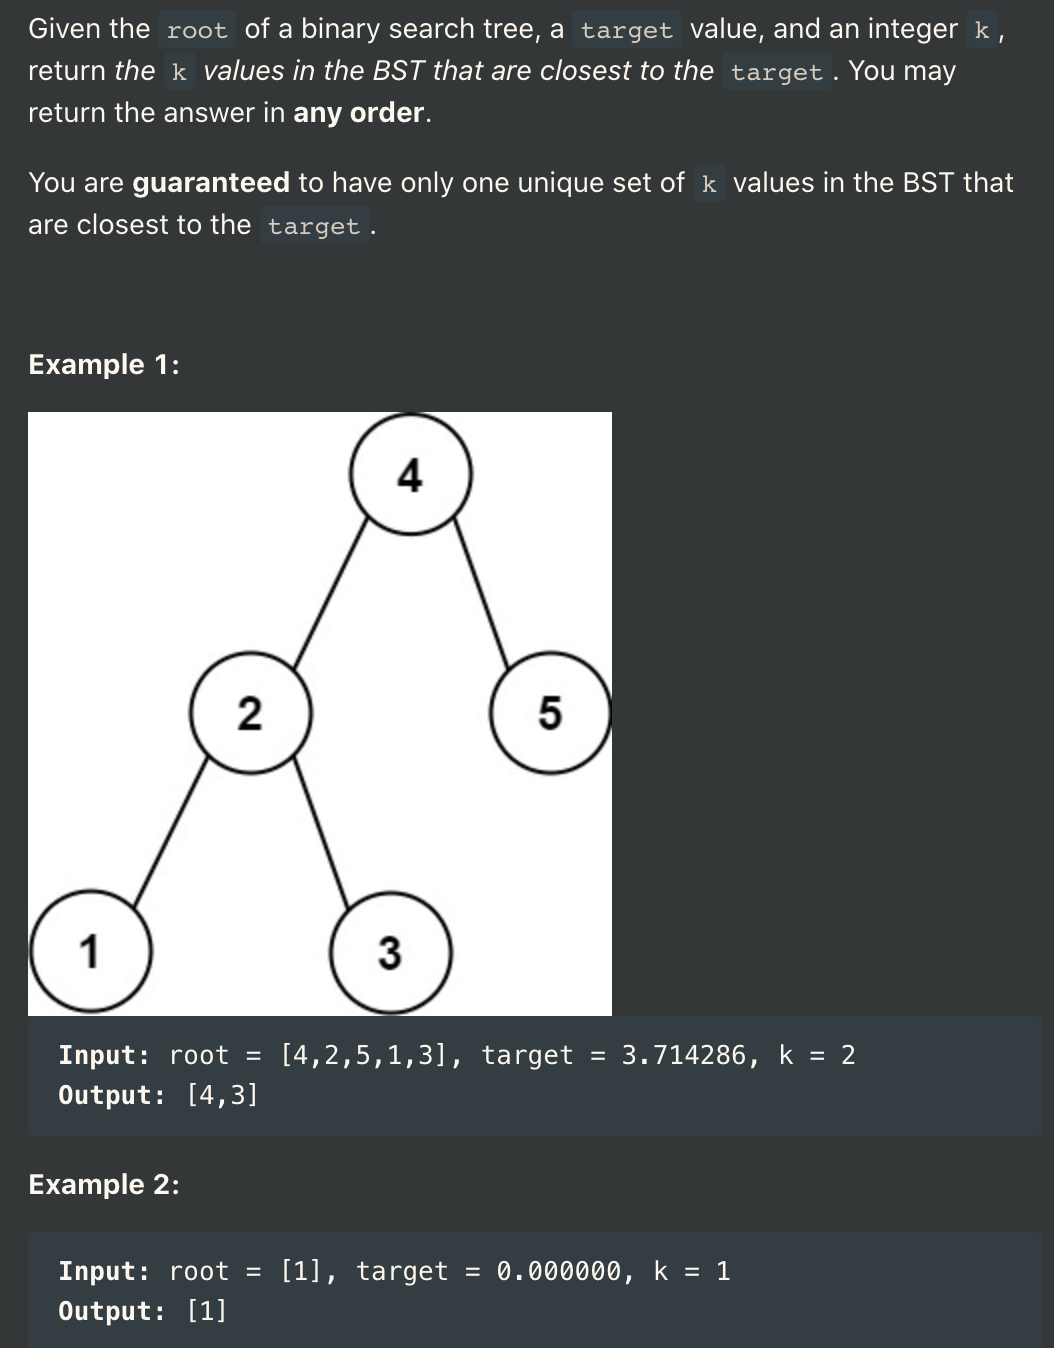 Given the root of a binary search tree, a target value, and an integer k,
return the k values in the BST that are closest to the target. You may
return the answer in any order.
You are guaranteed to have only one unique set of k values in the BST that
are closest to the target.
Example 1:
4
2 5
1 3
Input: root = [4,2,5,1,3], target = 3.714286, k = 2
Output: [4,3]
Example 2:
Input: root = [1], target = 0.000000, k = 1
Output: [1]